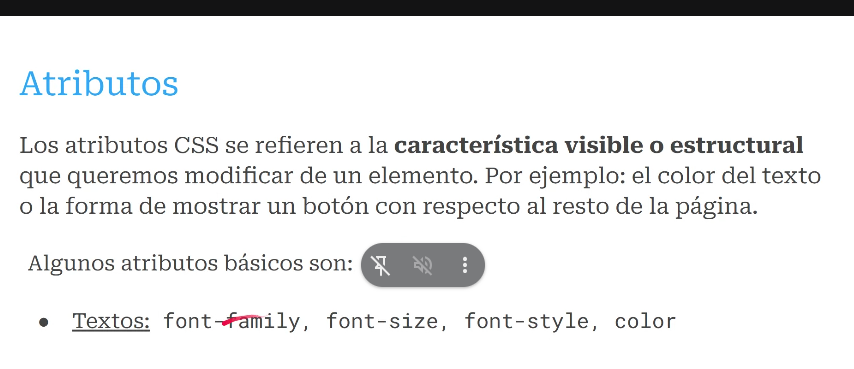 Atributos
Los atributos CSS se refieren a la característica visible o estructural
que queremos modificar de un elemento. Por ejemplo: el color del texto
o la forma de mostrar un botón con respecto al resto de la página.
Algunos atributos básicos son:
● Textos: font-family, font-size, font-style, color